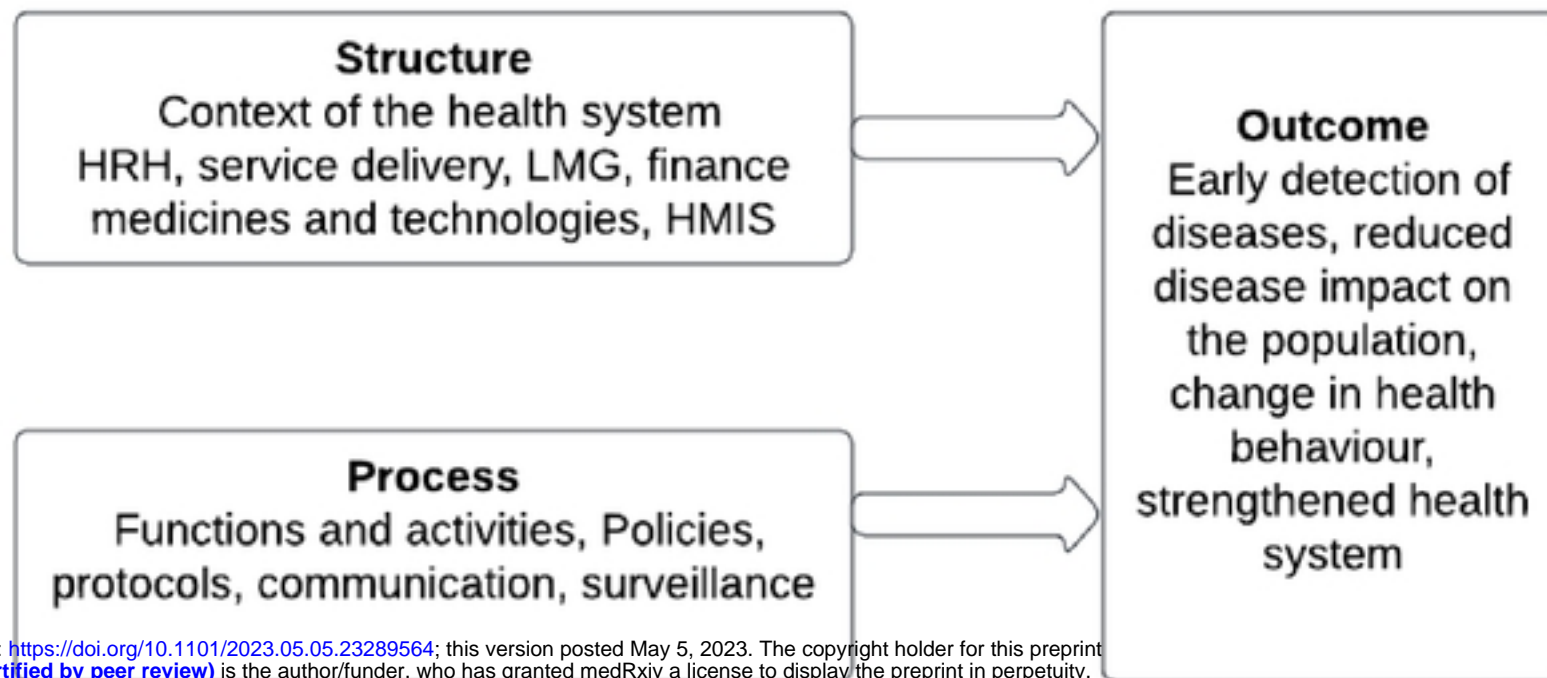 Structure
Context of the health system
HRH, service delivery, LMG, finance
medicines and technologies, HMIS
Process
Functions and activities, Policies,
protocols, communication, surveillance
Outcome
Early detection of
diseases, reduced
disease impact on
the population,
change in health
behaviour,
strengthened health
system
: https://doi.org/10.1101/2023.05.05.23289564; this version posted May 5, 2023. The copyright holder for this preprint
by peer review) is the author/funder, who has granted medRxiv a license to display the preprint in perpetuity.